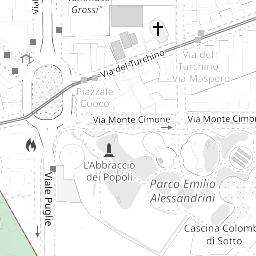 Grossi"
Via del Turchino
Via del
Turchino
Via Maspero
Piazzale
Cuoco
Via Monte Cimone
Via Monte Cimon
L'Abbraccio
dei Popoli
Viale Puglie
Parco Emilio
Alessandrini
Cascina Colomb
di Sotto